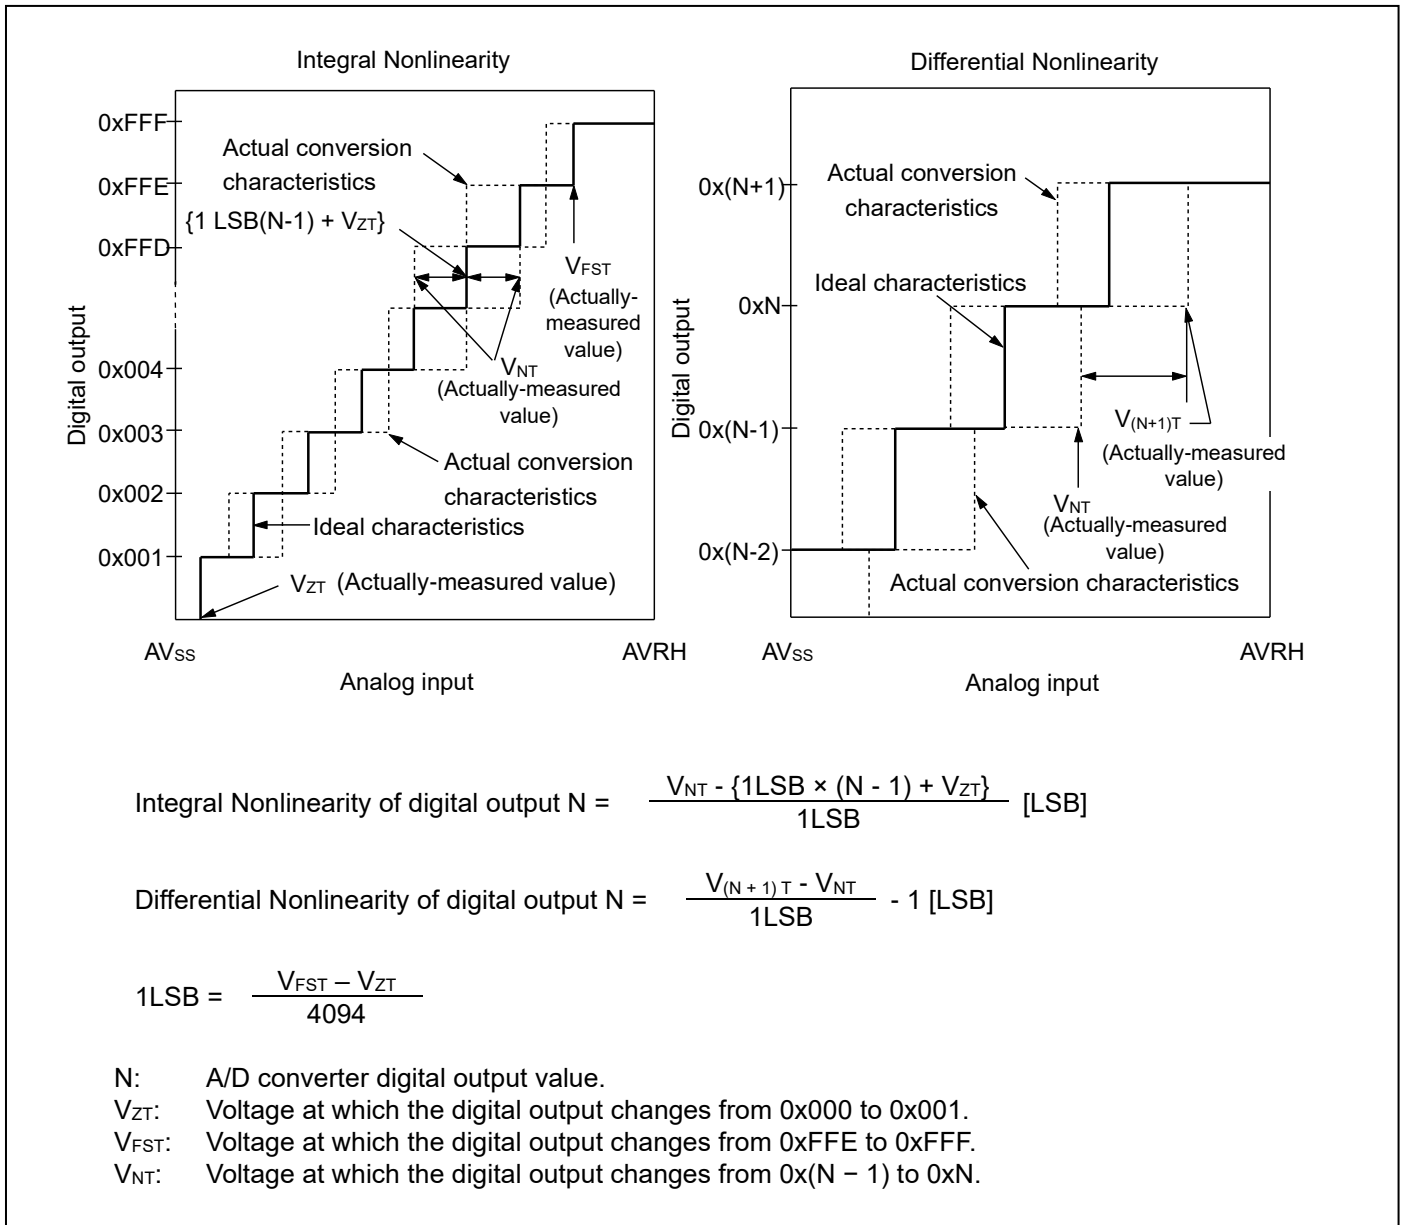 Integral Nonlinearity
0xFFF
0xFFE
0xFFD
0x004
0x003
0x002
0x001
Digital output
Actual conversion
characteristics
{1 LSB(N-1) + VZT}
VFST
(Actually-
measured
value)
VNT
(Actually-measured
value)
Actual conversion
characteristics
Ideal characteristics
VZT (Actually-measured value)
AVSS
AVRH
Analog input
Differential Nonlinearity
0x(N+1)
0xN
0x(N-1)
0x(N-2)
Digital output
Actual conversion
characteristics
Ideal characteristics
V(N+1)T
(Actually-measured
value)
VNT
(Actually-measured
value)
Actual conversion characteristics
AVSS
AVRH
Analog input
Integral Nonlinearity of digital output N =
VNT - {1LSB × (N - 1) + VZT}
1LSB
[LSB]
Differential Nonlinearity of digital output N =
V(N + 1) T - VNT
1LSB
- 1 [LSB]
1LSB =
VFST – VZT
4094
N: A/D converter digital output value.
VZT: Voltage at which the digital output changes from 0x000 to 0x001.
VFST: Voltage at which the digital output changes from 0xFFE to 0xFFF.
VNT: Voltage at which the digital output changes from 0x(N − 1) to 0xN.